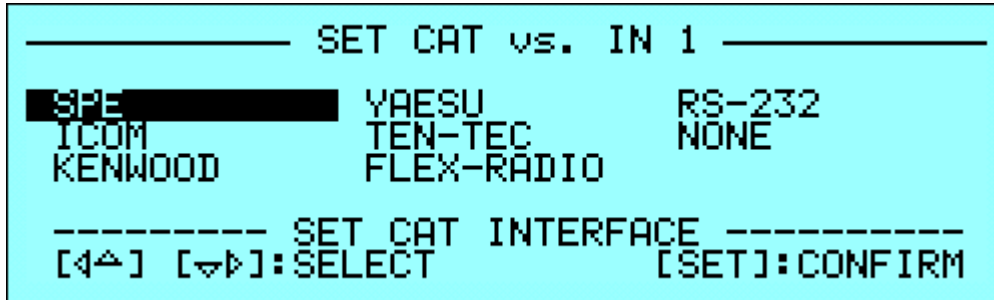 SET CAT vs. IN 1
SPE YAESU RS-232
ICOM TEN-TEC NONE
KENWOOD FLEX-RADIO
--------- SET CAT INTERFACE ----------
[◁△] [▽▷]:SELECT [SET]:CONFIRM